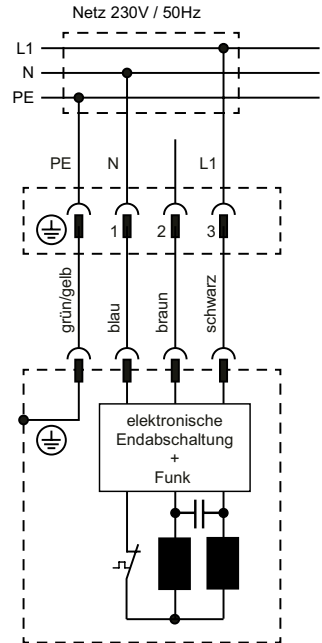 Netz 230V / 50Hz
L1
N
PE
PE N L1
1 2 3
grün/gelb
blau
braun
schwarz
elektronische
Endabschaltung
+
Funk